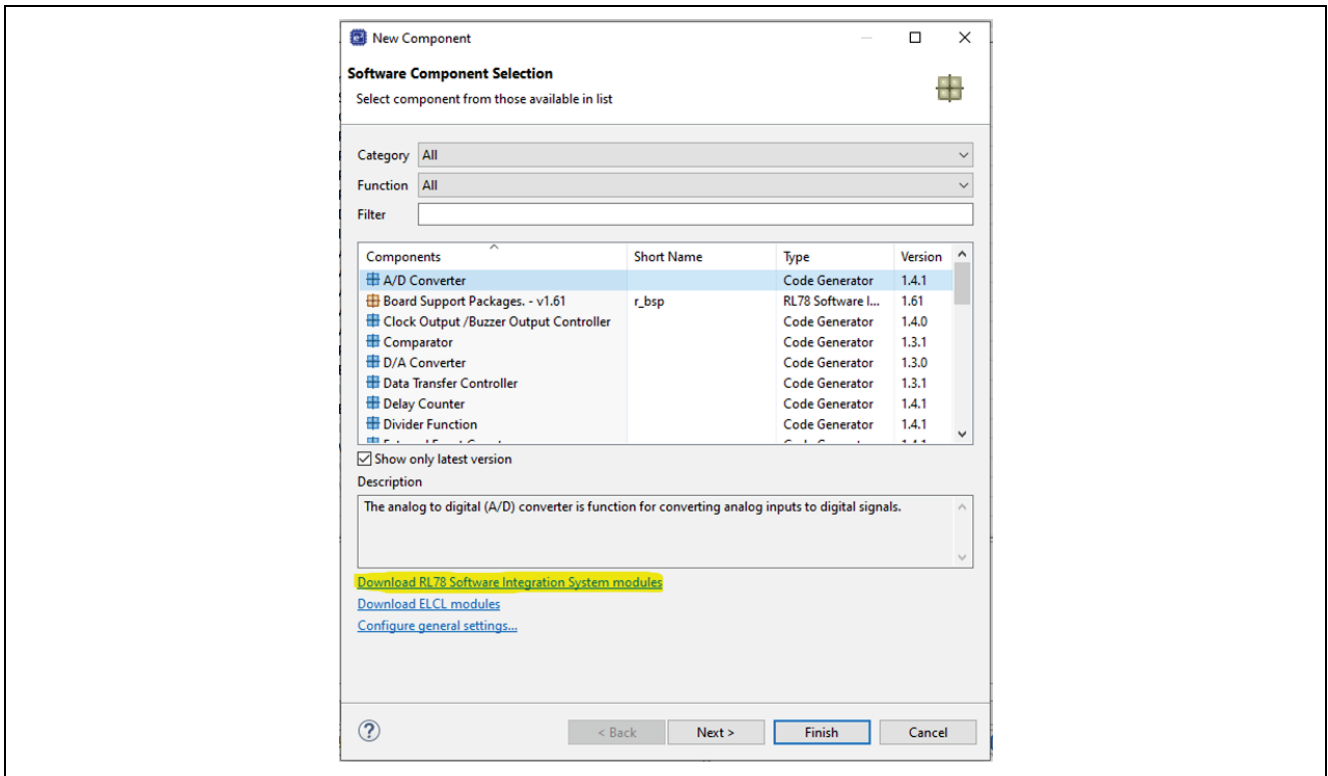 New Component
Software Component Selection
Select component from those available in list
Category All
Function All
Filter
Components Short Name Type Version
A/D Converter Code Generator 1.4.1
Board Support Packages. - v1.61 r_bsp RL78 Software I... 1.61
Clock Output /Buzzer Output Controller Code Generator 1.4.0
Comparator Code Generator 1.3.1
D/A Converter Code Generator 1.3.0
Data Transfer Controller Code Generator 1.3.1
Delay Counter Code Generator 1.4.1
Divider Function Code Generator 1.4.1
Show only latest version
Description
The analog to digital (A/D) converter is function for converting analog inputs to digital signals.
Download RL78 Software Integration System modules
Download ELCL modules
Configure general settings...
? < Back Next > Finish Cancel